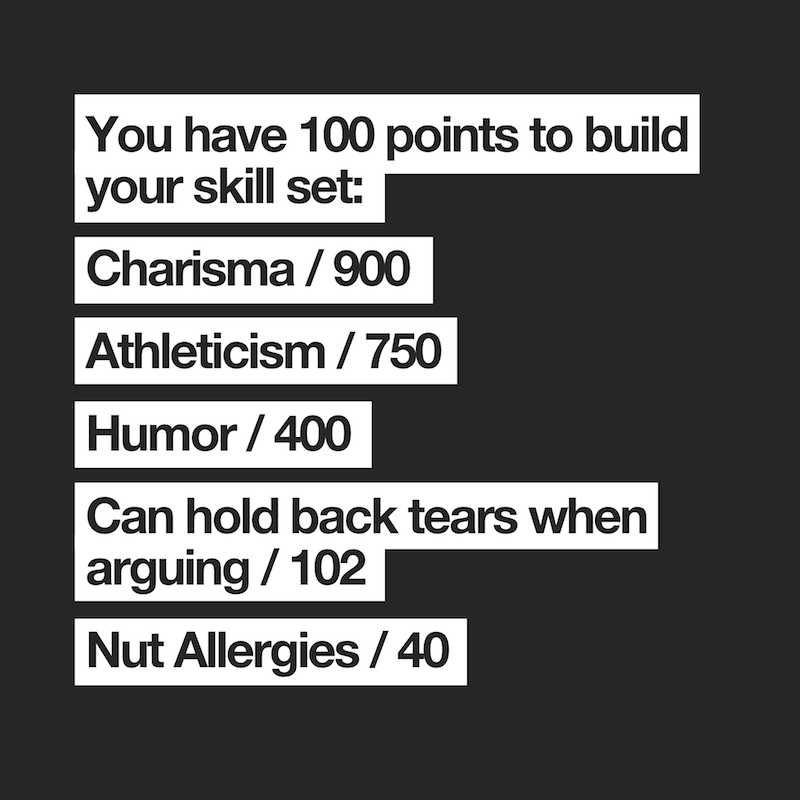 You have 100 points to build
your skill set:
Charisma / 900
Athleticism / 750
Humor / 400
Can hold back tears when
arguing / 102
Nut Allergies / 40